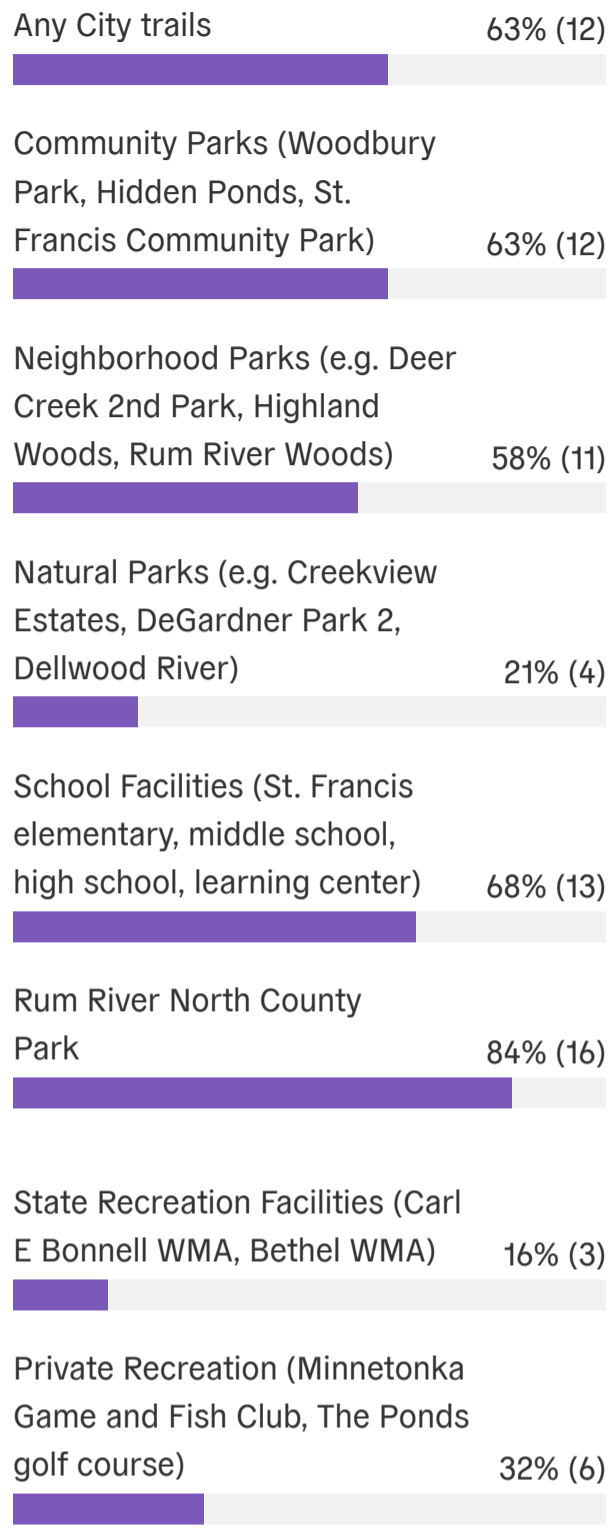 Any City trails 63% (12)
Community Parks (Woodbury
Park, Hidden Ponds, St.
Francis Community Park) 63% (12)
Neighborhood Parks (e.g. Deer
Creek 2nd Park, Highland
Woods, Rum River Woods) 58% (11)
Natural Parks (e.g. Creekview
Estates, DeGardner Park 2,
Dellwood River) 21% (4)
School Facilities (St. Francis
elementary, middle school,
high school, learning center) 68% (13)
Rum River North County
Park 84% (16)
State Recreation Facilities (Carl
E Bonnell WMA, Bethel WMA) 16% (3)
Private Recreation (Minnetonka
Game and Fish Club, The Ponds
golf course) 32% (6)